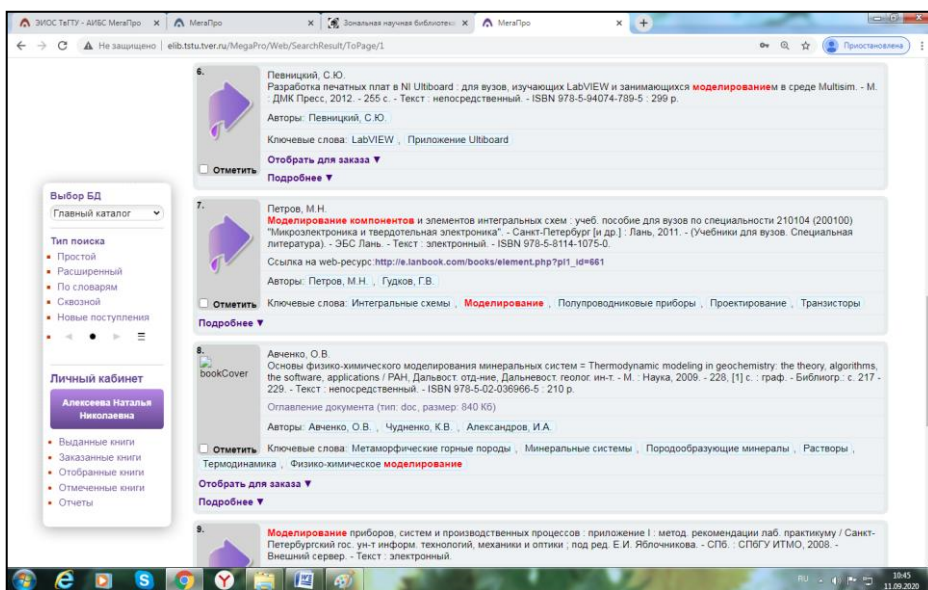 ЭИОС ТвГТУ - АИБС МегаПро
МегаПро
Зональная научная библиотека
МегаПро
Не защищено
elib.tstu.tver.ru/MegaPro/Web/SearchResult/ToPage/1
Приостановлена
6.
Певницкий, С.Ю.
Разработка печатных плат в NI Ultiboard : для вузов, изучающих LabVIEW и занимающихся моделированием в среде Multisim. - М.
: ДМК Пресс, 2012. - 255 с. - Текст : непосредственный. - ISBN 978-5-94074-789-5 : 299 р.
Авторы: Певницкий, С.Ю.
Ключевые слова: LabVIEW , Приложение Ultiboard
Отметить
Отобрать для заказа ▼
Подробнее ▼
Выбор БД
Главный каталог
Тип поиска
Простой
Расширенный
По словарям
Сквозной
Новые поступления
Личный кабинет
Алексеева Наталья
Николаевна
Выданные книги
Заказанные книги
Отобранные книги
Отмеченные книги
Отчеты
7.
Петров, М.Н.
Моделирование компонентов и элементов интегральных схем : учеб. пособие для вузов по специальности 210104 (200100)
"Микроэлектроника и твердотельная электроника". - Санкт-Петербург [и др.] : Лань, 2011. - (Учебники для вузов. Специальная
литература). - ЭБС Лань. - Текст : электронный. - ISBN 978-5-8114-1075-0.
Ссылка на web-ресурс:http://e.lanbook.com/books/element.php?pl1_id=661
Авторы: Петров, М.Н. , Гудков, Г.В.
Отметить
Ключевые слова: Интегральные схемы , Моделирование , Полупроводниковые приборы , Проектирование , Транзисторы
Подробнее ▼
8.
bookCover
Авченко, О.В.
Основы физико-химического моделирования минеральных систем = Thermodynamic modeling in geochemistry: the theory, algorithms,
the software, applications / РАН, Дальвост. отд-ние, Дальневост. геолог. ин-т. - М. : Наука, 2009. - 228, [1] с. : граф. - Библиогр.: с. 217 -
229. - Текст : непосредственный. - ISBN 978-5-02-036966-5 : 210 р.
Оглавление документа (тип: doc, размер: 840 Кб)
Авторы: Авченко, О.В. , Чудненко, К.В. , Александров, И.А.
Отметить
Ключевые слова: Метаморфические горные породы , Минеральные системы , Породообразующие минералы , Растворы ,
Термодинамика , Физико-химическое моделирование
Отобрать для заказа ▼
Подробнее ▼
9.
Моделирование приборов, систем и производственных процессов : приложение I : метод. рекомендации лаб. практикуму / Санкт-
Петербургский гос. ун-т информ. технологий, механики и оптики ; под ред. Е.И. Яблочникова. - СПб. : СПбГУ ИТМО, 2008. -
Внешний сервер. - Текст : электронный.
RU
10:45
11.09.2020